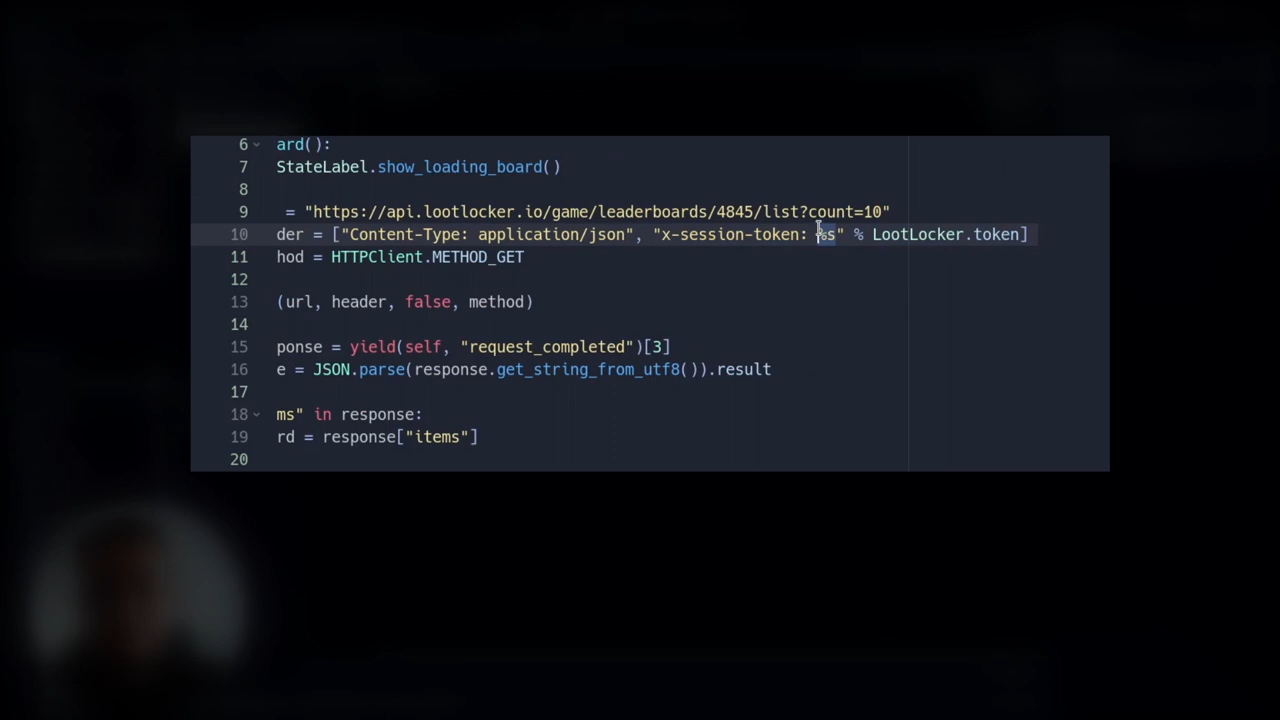 6 ard():
7 StateLabel.show_loading_board()
8
9 = "https://api.lootlocker.io/game/leaderboards/4845/list?count=10"
10 der = ["Content-Type: application/json", "x-session-token: %s" % LootLocker.token]
11 hod = HTTPClient.METHOD_GET
12
13 (url, header, false, method)
14
15 ponse = yield(self, "request_completed")[3]
16 e = JSON.parse(response.get_string_from_utf8()).result
17
18 ms" in response:
19 rd = response["items"]
20